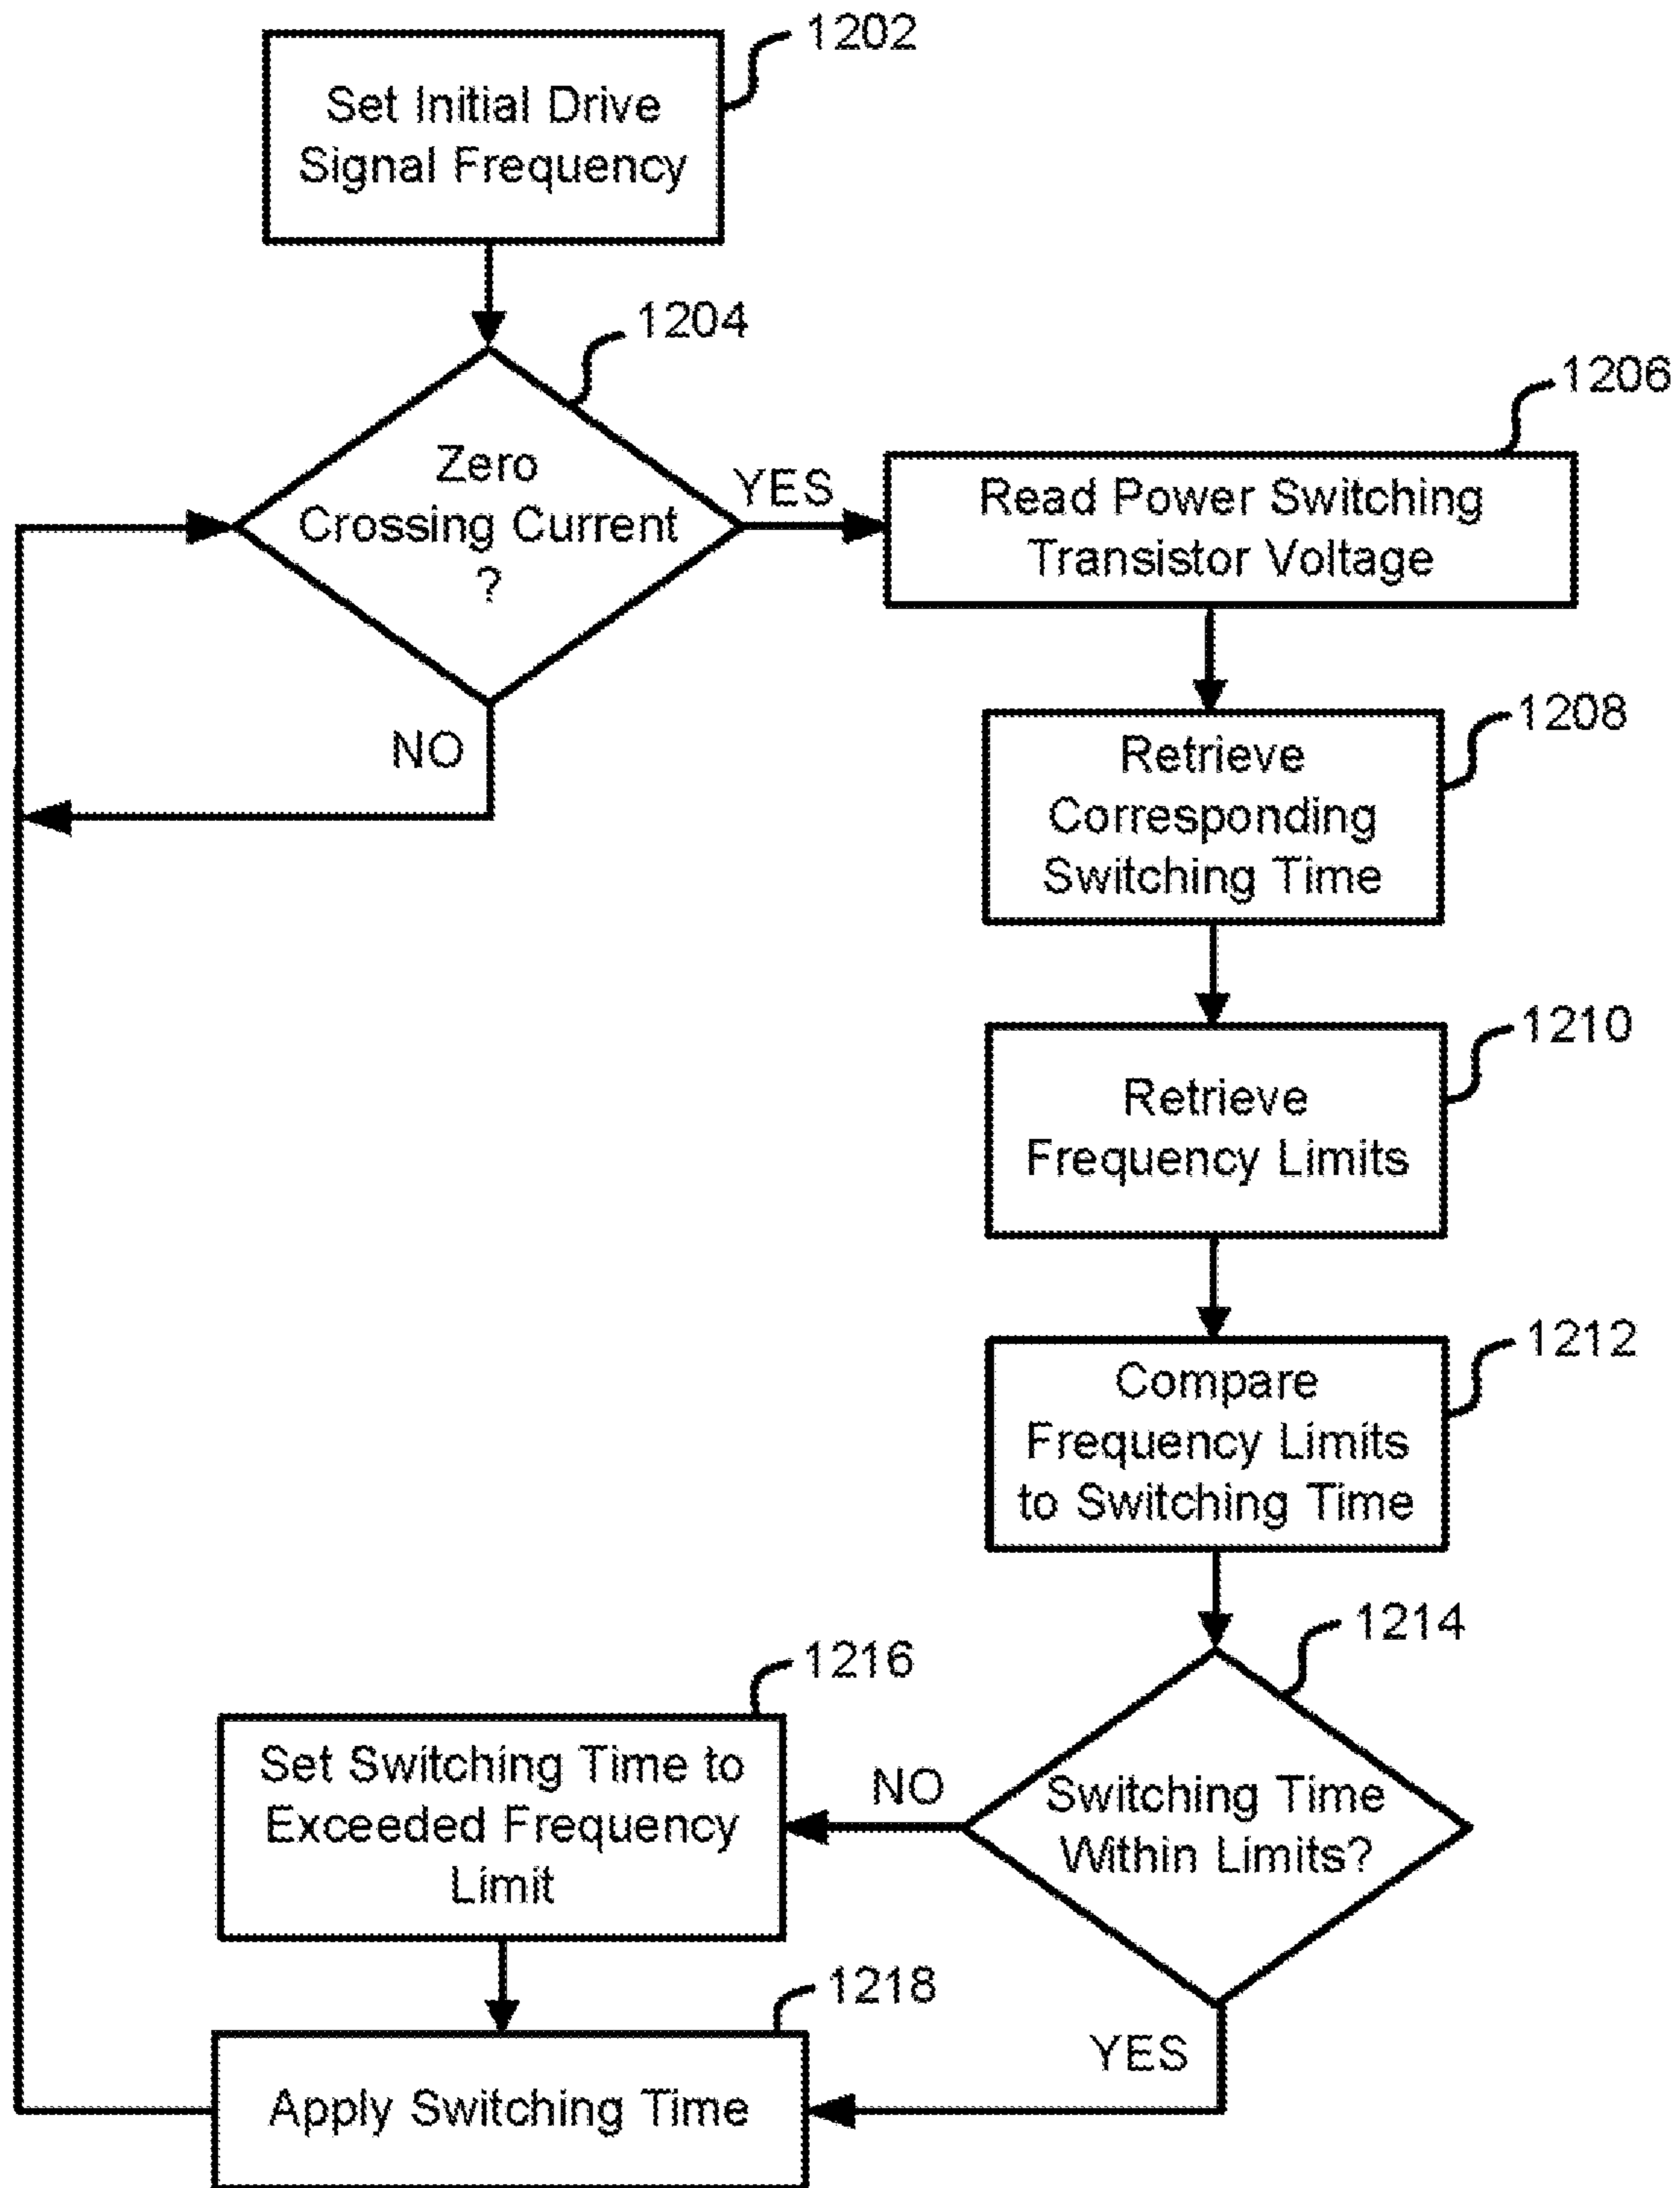 1202
Set Initial Drive
Signal Frequency
1204
Zero
Crossing Current
?
YES
NO
1206
Read Power Switching
Transistor Voltage
1208
Retrieve
Corresponding
Switching Time
1210
Retrieve
Frequency Limits
1212
Compare
Frequency Limits
to Switching Time
1214
Switching Time
Within Limits?
NO
YES
1216
Set Switching Time to
Exceeded Frequency
Limit
1218
Apply Switching Time